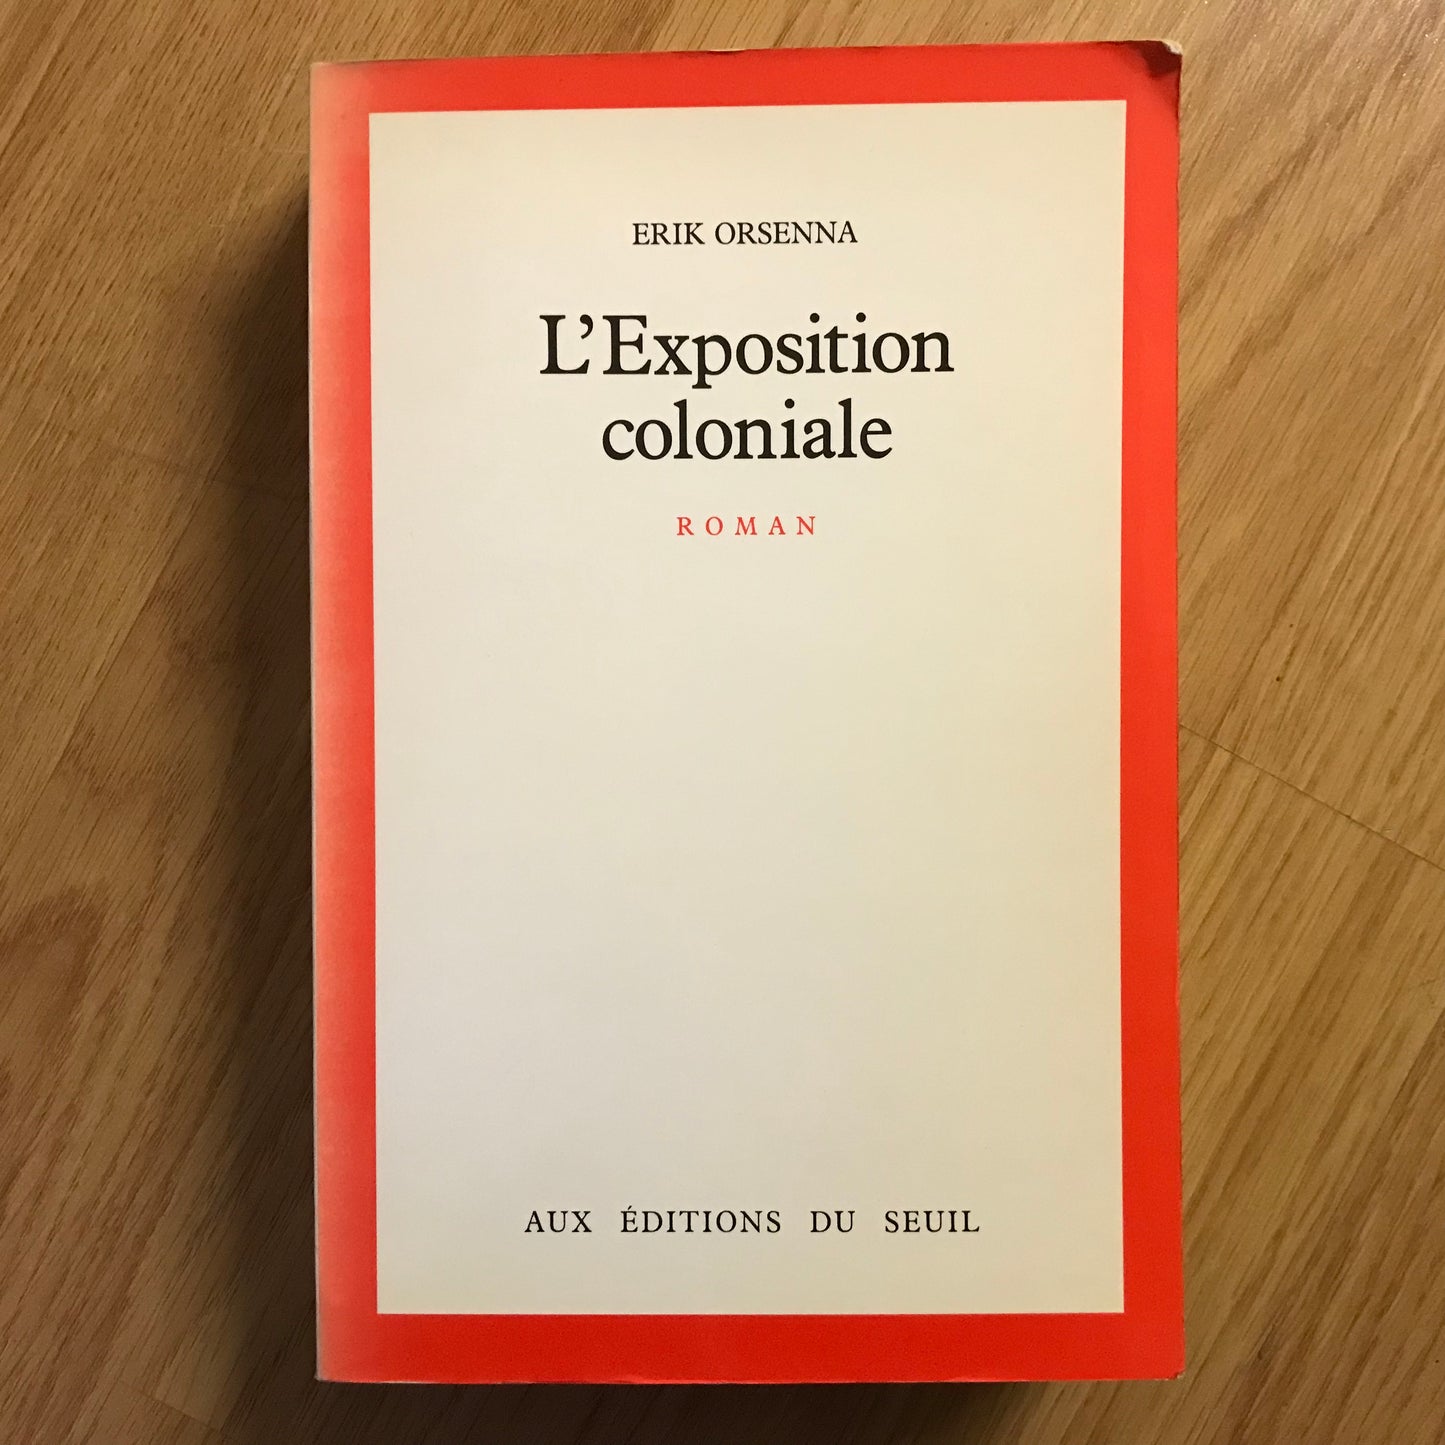 ERIK ORSENNA
L’Exposition
coloniale
ROMAN
AUX ÉDITIONS DU SEUIL